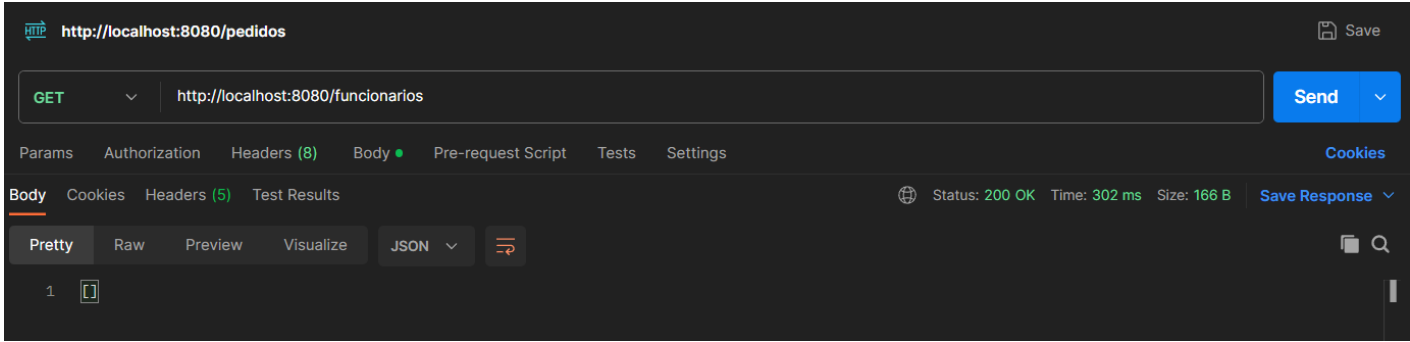 HTTP http://localhost:8080/pedidos Save
GET http://localhost:8080/funcionarios Send
Params Authorization Headers (8) Body Pre-request Script Tests Settings Cookies
Body Cookies Headers (5) Test Results Status: 200 OK Time: 302 ms Size: 166 B Save Response
Pretty Raw Preview Visualize JSON
1 []